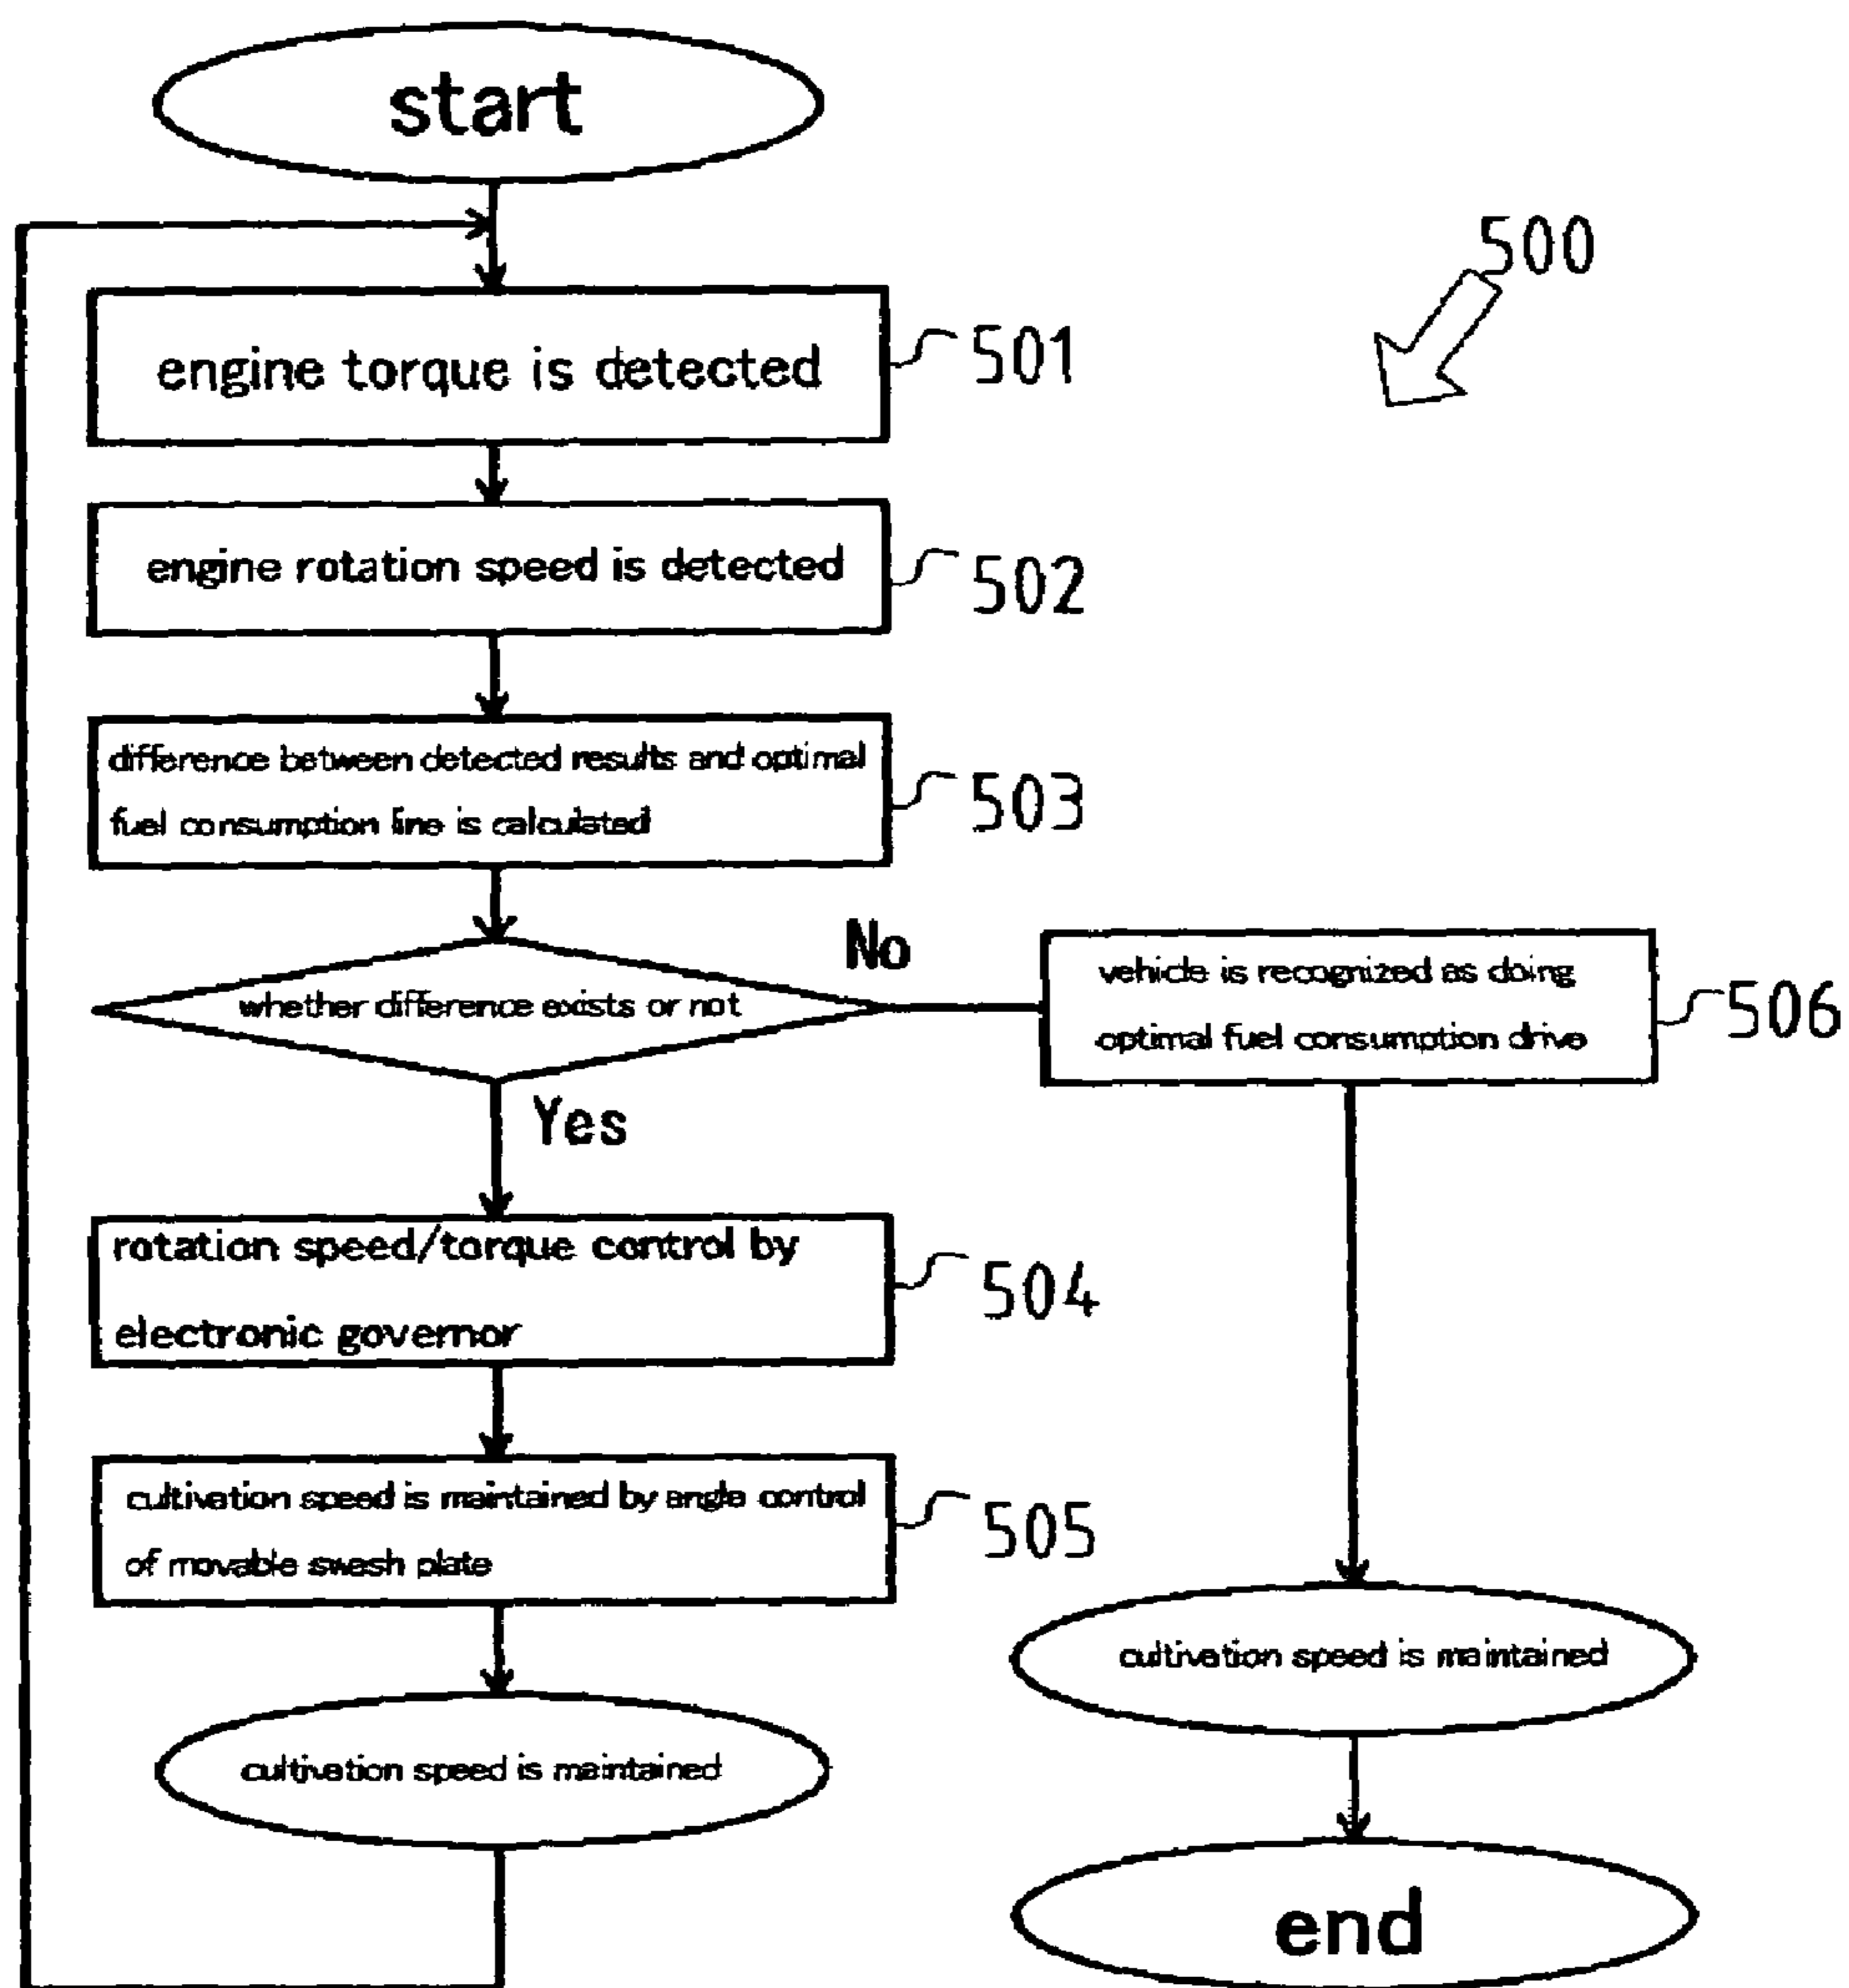 start
500
engine torque is detected
501
engine rotation speed is detected
502
difference between detected results and optimal
fuel consumption line is calculated
503
whether difference exists or not
No
vehicle is recognized as doing
optimal fuel consumption drive
506
Yes
rotation speed/torque control by
electronic governor
504
cultivation speed is maintained by angle control
of movable swash plate
505
cultivation speed is maintained
cultivation speed is maintained
end